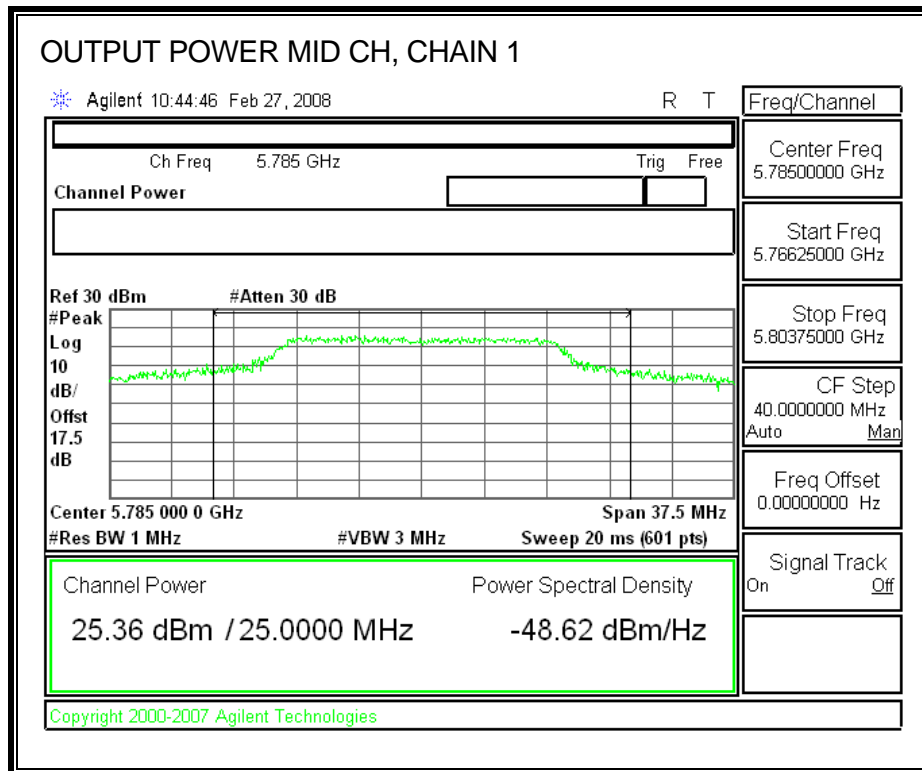 OUTPUT POWER MID CH, CHAIN 1
Agilent 10:44:46 Feb 27, 2008 R T
Freq/Channel
Ch Freq 5.785 GHz Trig Free
Channel Power
Center Freq
5.78500000 GHz
Start Freq
5.76625000 GHz
Stop Freq
5.80375000 GHz
CF Step
40.0000000 MHz
Auto Man
Freq Offset
0.00000000 Hz
Signal Track
On Off
Ref 30 dBm #Atten 30 dB
#Peak
Log
10
dB/
Offst
17.5
dB
Center 5.785 000 0 GHz Span 37.5 MHz
#Res BW 1 MHz #VBW 3 MHz Sweep 20 ms (601 pts)
Channel Power Power Spectral Density
25.36 dBm / 25.0000 MHz -48.62 dBm/Hz
Copyright 2000-2007 Agilent Technologies